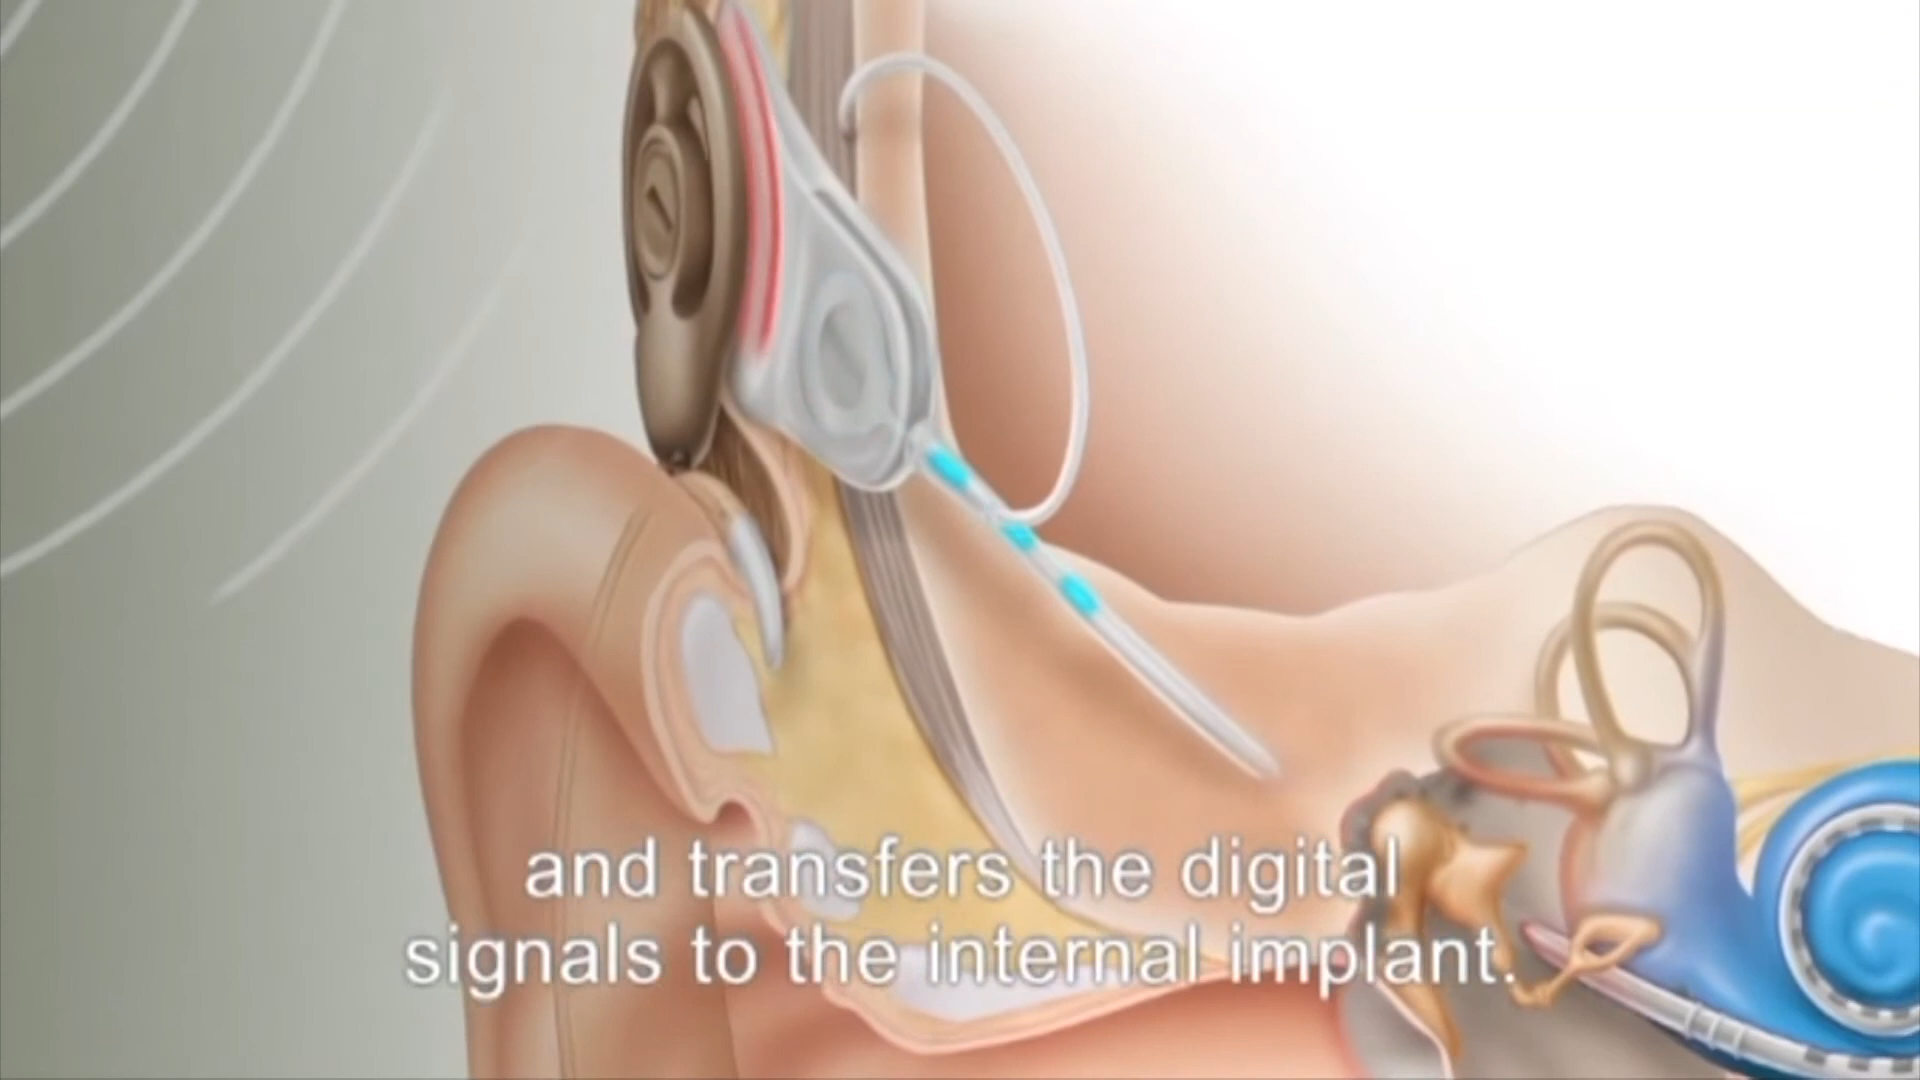 and transfers the digital
signals to the internal implant.